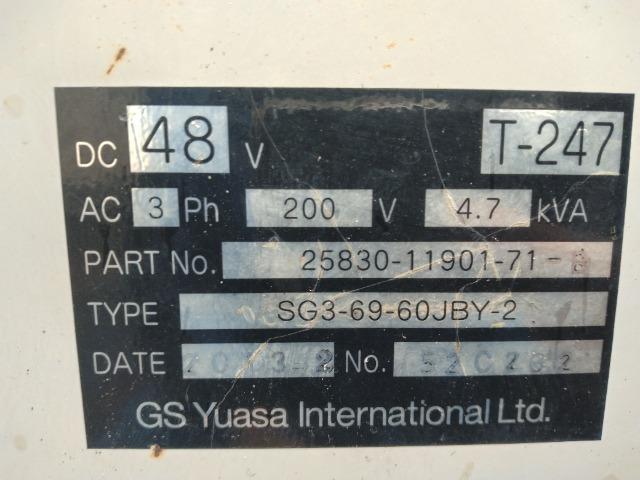 DC 48 V T-247
AC 3 Ph 200 V 4.7 kVA
PART No. 25830-11901-71-
TYPE SG3-69-60JBY-2
DATE No.
GS Yuasa International Ltd.